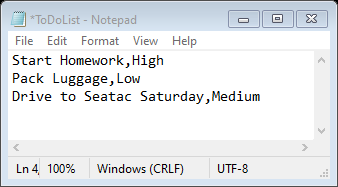 *ToDoList - Notepad
File Edit Format View Help
Start Homework,High
Pack Luggage,Low
Drive to Seatac Saturday,Medium
Ln 4, 100% Windows (CRLF) UTF-8